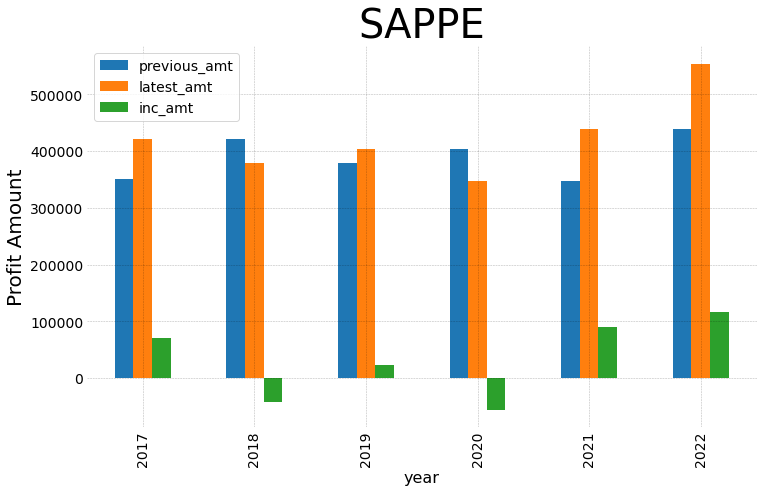 SAPPE
previous_amt
latest_amt
inc_amt
Profit Amount
500000
400000
300000
200000
100000
0
2017
2018
2019
2020
2021
2022
year